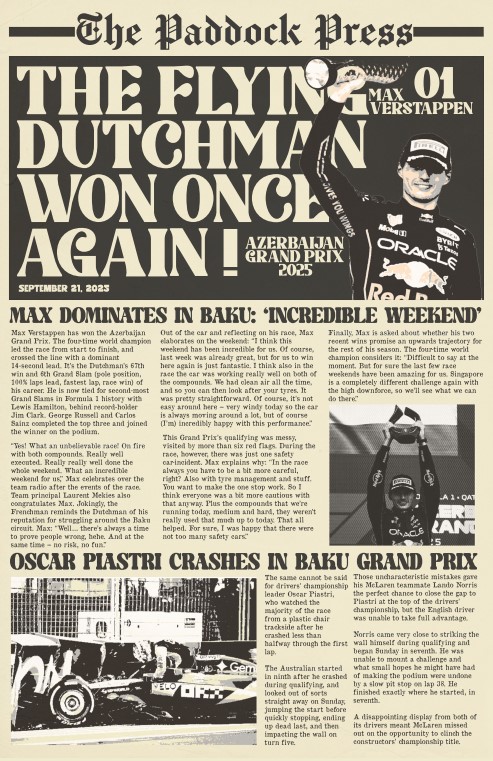 The Paddock Press
THE FLYING
DUTCHMAN
WON ONCE
AGAIN !
MAX 01
VERSTAPPEN
AZERBAIJAN
GRAND PRIX
2025
SEPTEMBER 21, 2025
GIVES YOU WINGS
PIRELLI
Mobil 1
BYBIT
ORACLE
Red Bull
MAX DOMINATES IN BAKU: 'INCREDIBLE WEEKEND'
Max Verstappen has won the Azerbaijan
Grand Prix. The four-world champion
led the race from start to finish, and
crossed the line with a dominant
14-second lead. It's the Dutchman's 67th
win and 6th Grand Slam (pole position,
100% laps lead, fastest lap, race win) of
his career. He is now tied for second-most
Grand Slams in Formula 1 history with
Lewis Hamilton, behind record-holder
Jim Clark. George Russell and Carlos
Sainz completed the top three and joined
the winner on the podium.
"Yes! What an unbelievable race! On fire
with both compounds. Really well
executed. Really really well done the
whole weekend. What an incredible
weekend for us," Max celebrates over the
team radio after the events of the race.
Team principal Laurent Mekies also
congratulates Max. Jokingly, the
Frenchman reminds the Dutchman of his
reputation for struggling around the Baku
circuit. Max: "Well... there's always a time
to prove people wrong, hehe. And at the
same time – no risk, no fun."
Out of the car and reflecting on his race, Max
elaborates on the weekend: "I think this
weekend has been incredible for us. Of course,
last week was already great, but for us to win
here again is just fantastic. I think also in the
race the car was working really well on both of
the compounds. We had clean air all the time,
and so you can then look after your tyres. It
was pretty straightforward. Of course, it's not
easy around here – very windy today so the car
is always moving around a lot, but of course
(I'm) incredibly happy with this performance."
This Grand Prix's qualifying was messy,
visited by more than six red flags. During the
race, however, there was just one safety
carincident. Max explains why: "In the race
always you have to be a bit more careful,
right? Also with tyre management and stuff.
You want to make the one stop work. So I
think everyone was a bit more cautious with
that anyway. Plus the compounds that we're
running today, medium and hard, they weren't
really used that much up to today. That all
helped. For sure, I was happy that there were
not too many safety cars."
Finally, Max is asked about whether his two
recent wins promise an upwards trajectory for
the rest of his season. The four-time world
champion considers it: "Difficult to say at the
moment. But for sure the last few race
weekends have been amazing for us. Singapore
is a completely different challenge again with
the high downforce, so we'll see what we can
do there."
OSCAR PIASTRI CRASHES IN BAKU GRAND PRIX
The same cannot be said
for drivers' championship
leader Oscar Piastri,
who watched the
majority of the race
from a plastic chair
trackside after he
crashed less than
halfway through the first
lap.
The Australian started
in ninth after he crashed
during qualifying, and
looked out of sorts
straight away on Sunday,
jumping the start before
quickly stopping, ending
up dead last, and then
impacting the wall on
turn five.
Those uncharacteristic mistakes gave
his McLaren teammate Lando Norris
the perfect chance to close the gap to
Piastri at the top of the drivers'
championship, but the English driver
was unable to take full advantage.
Norris came very close to striking the
wall himself during qualifying and
began Sunday in seventh. He was
unable to mount a challenge and
what small hopes he might have had
of making the podium were undone
by a slow pit stop on lap 38. He
finished exactly where he started, in
seventh.
A disappointing display from both of
its drivers meant McLaren missed
out on the opportunity to clinch the
constructors' championship title.